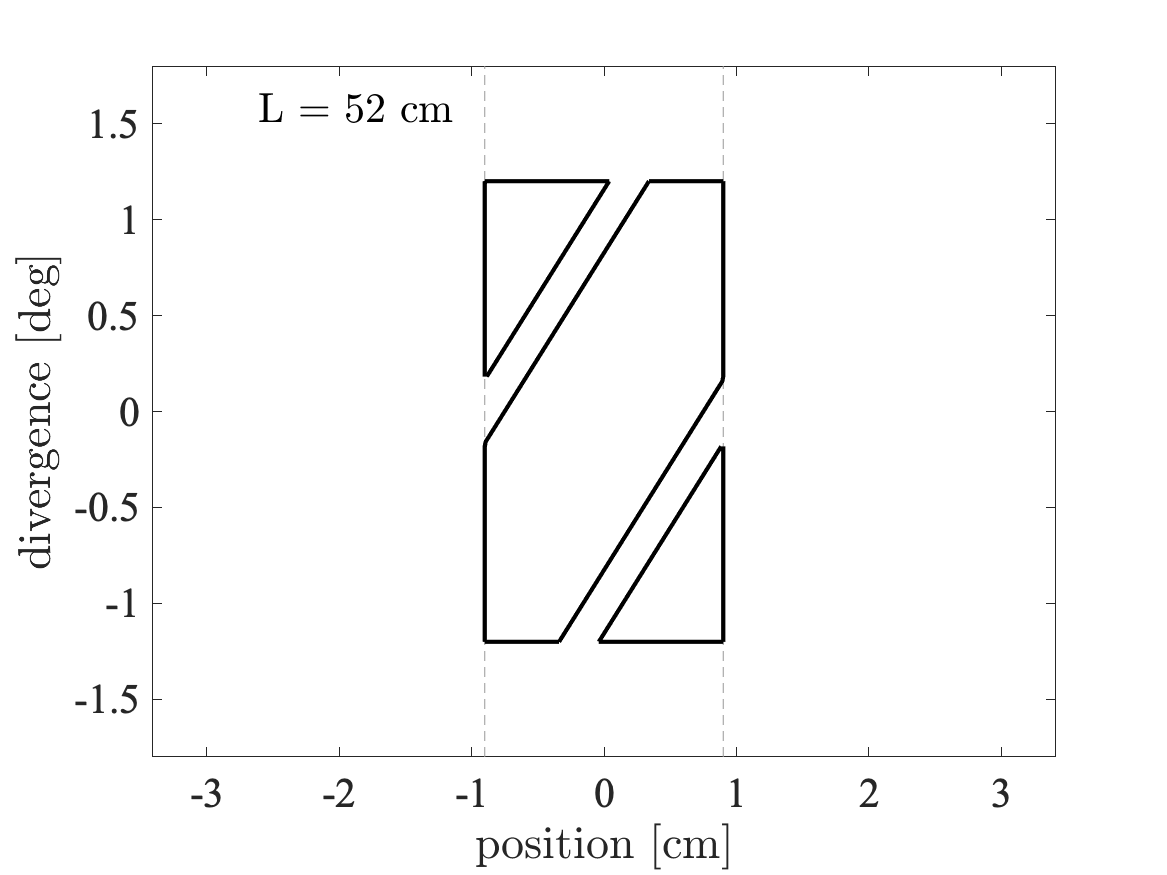 L = 52 cm
1.5
1
0.5
0
-0.5
-1
-1.5
divergence [deg]
-3 -2 -1 0 1 2 3
position [cm]